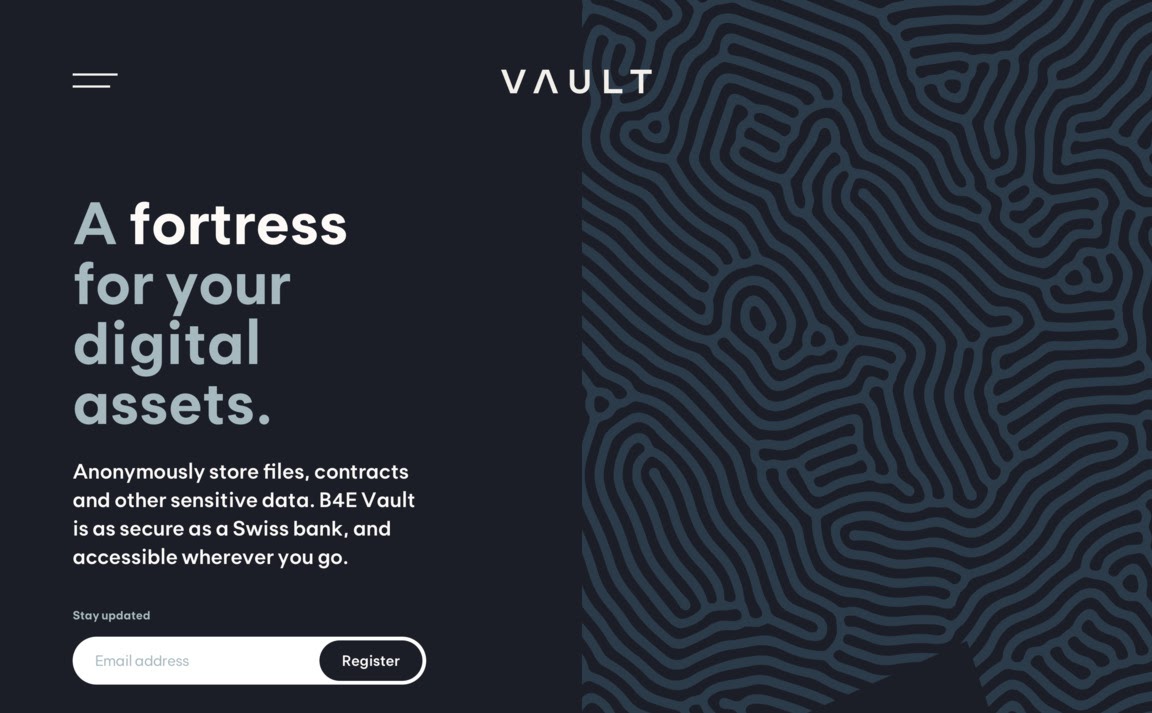 VAULT
A fortress
for your
digital
assets.
Anonymously store files, contracts
and other sensitive data. B4E Vault
is as secure as a Swiss bank, and
accessible wherever you go.
Stay updated
Email address
Register